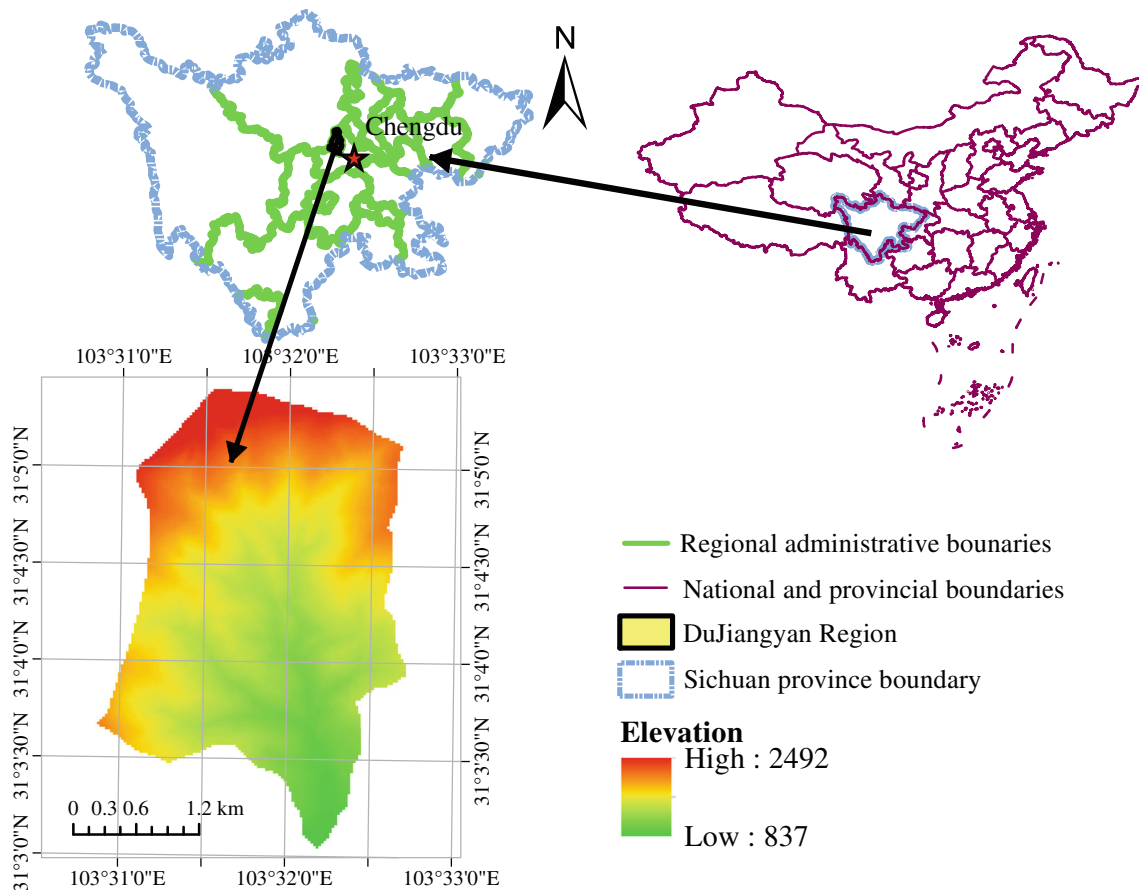 N
Chengdu
103°31'0"E
103°32'0"E
103°33'0"E
31°5'0"N
31°4'30"N
31°4'0"N
31°3'30"N
31°3'0"N
31°5'0"N
31°4'30"N
31°4'0"N
31°3'30"N
0 0.3 0.6 1.2 km
103°31'0"E
103°32'0"E
103°33'0"E
Regional administrative bounaries
National and provincial boundaries
DuJiangyan Region
Sichuan province boundary
Elevation
High : 2492
Low : 837